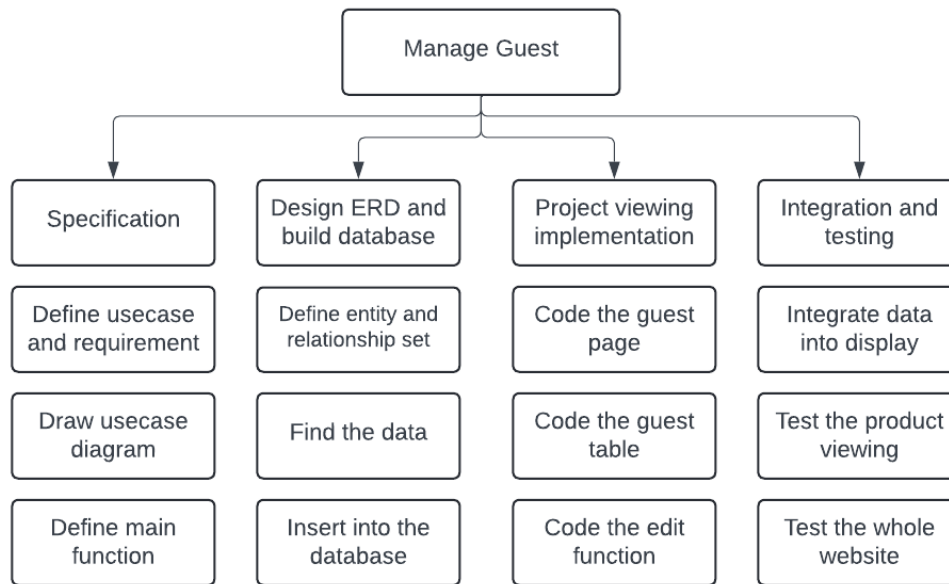 Manage Guest
Specification
Design ERD and
build database
Project viewing
implementation
Integration and
testing
Define usecase
and requirement
Define entity and
relationship set
Code the guest
page
Integrate data
into display
Draw usecase
diagram
Find the data
Code the guest
table
Test the product
viewing
Define main
function
Insert into the
database
Code the edit
function
Test the whole
website